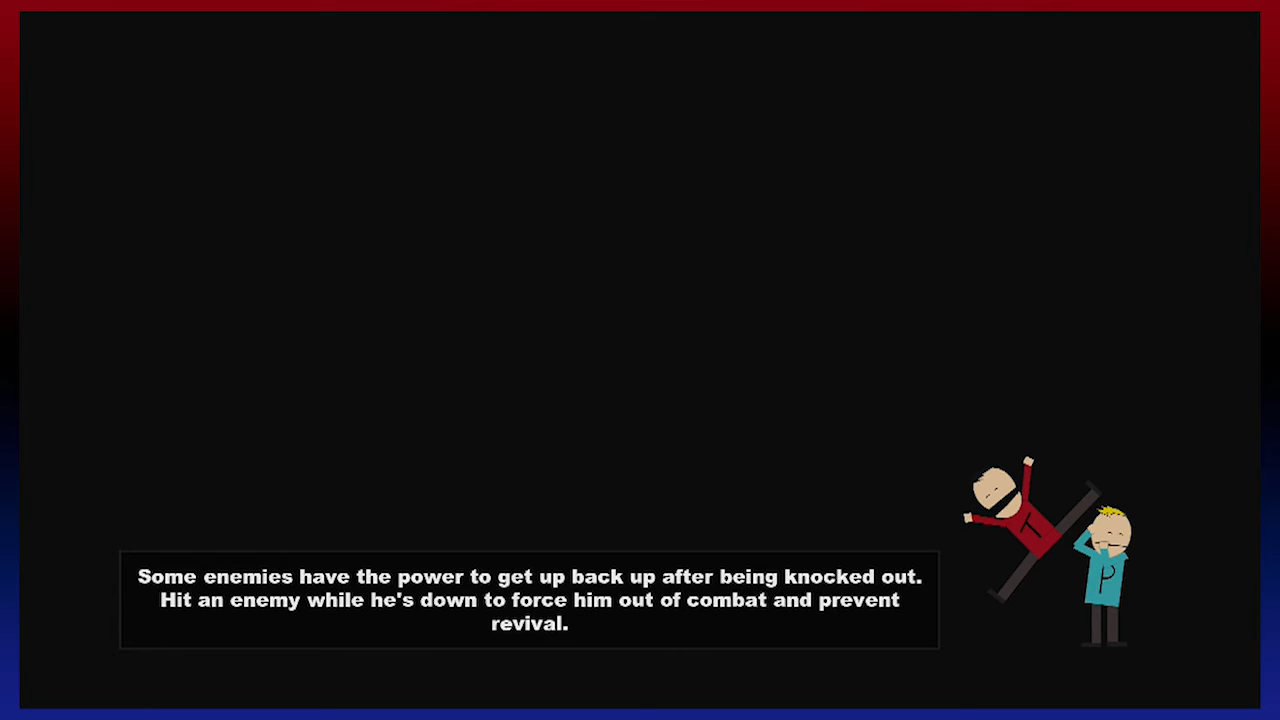 Some enemies have the power to get up back up after being knocked out.
Hit an enemy while he's down to force him out of combat and prevent
revival.
T
P